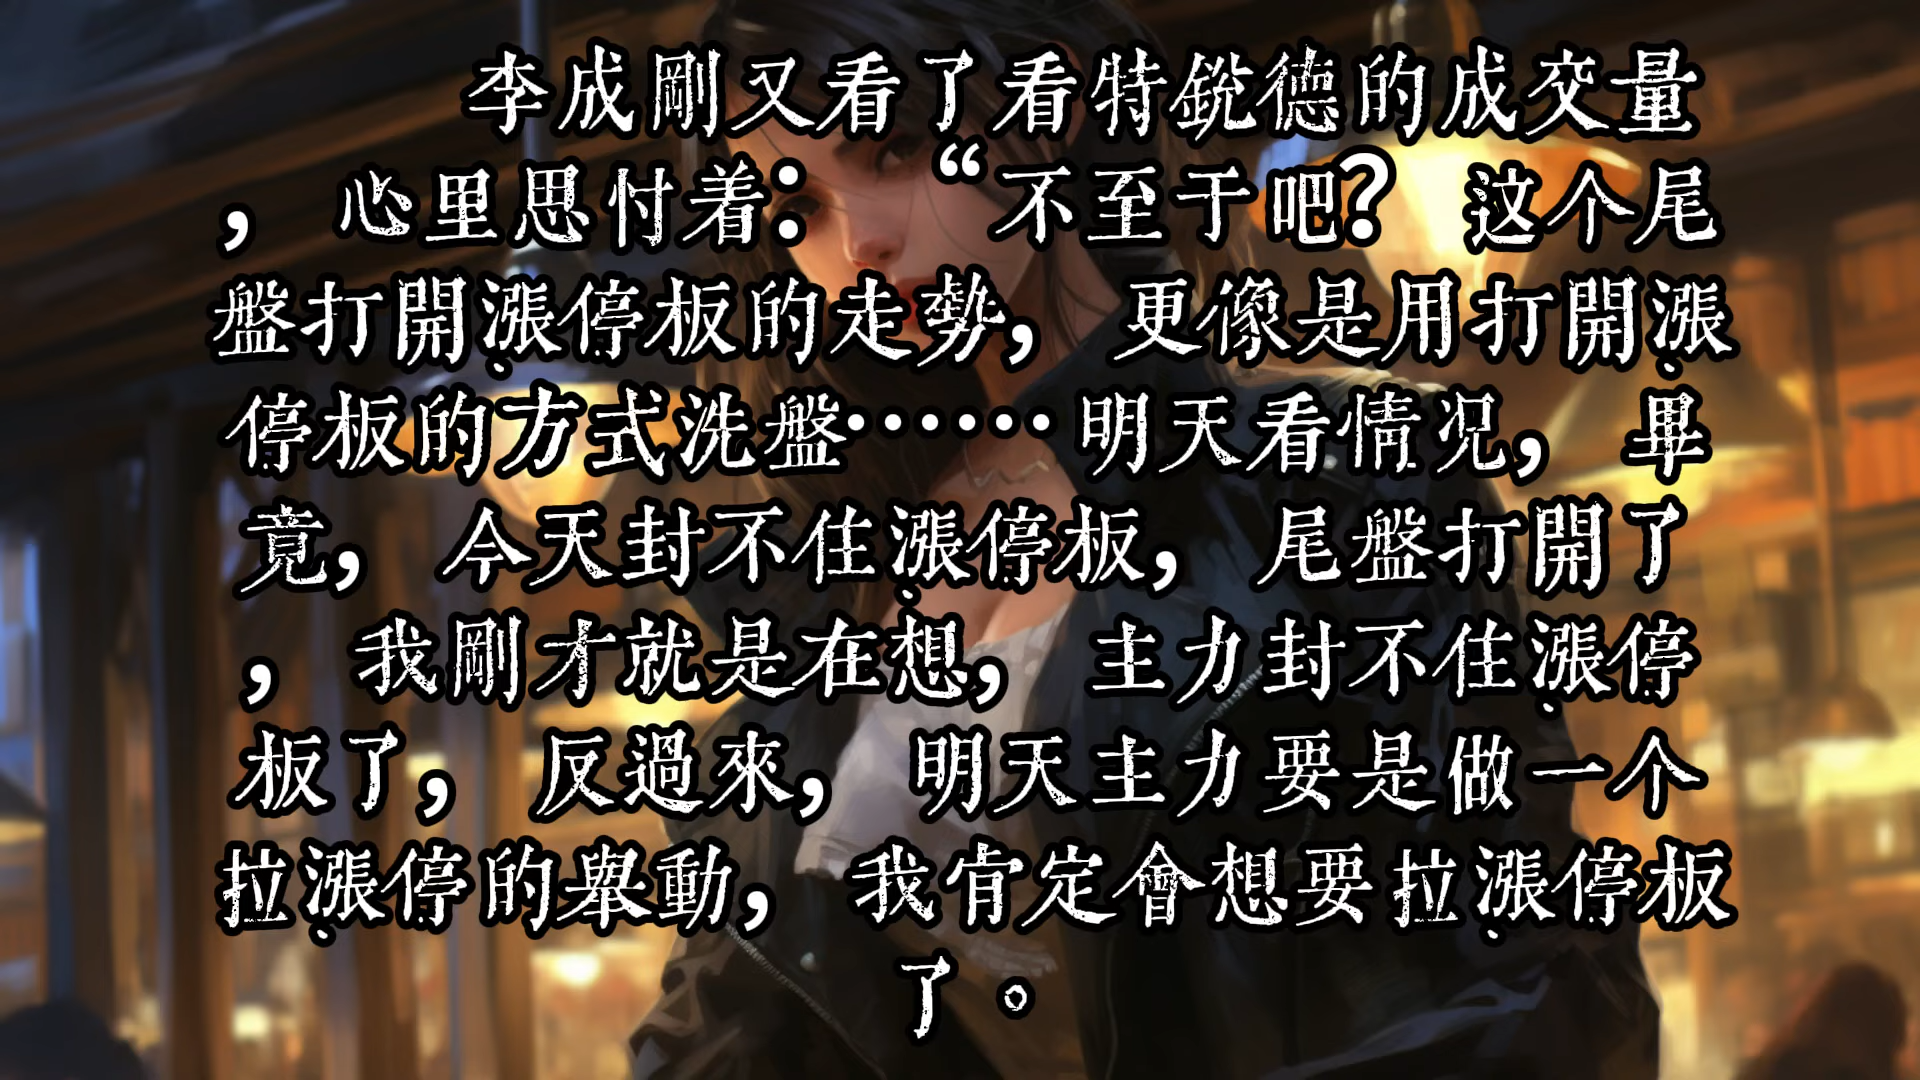 李成剛又看了看特銳德的成交量
，心里思忖着：“不至于吧？這个尾
盤打開漲停板的走勢，更像是用打開漲
停板的方式洗盤……明天看情况，畢
竟，今天封不住漲停板，尾盤打開了
，我剛才就是在想，主力封不住漲停
板了，反過來，明天主力要是做一个
拉漲停的舉動，我肯定會想要拉漲停板
了。